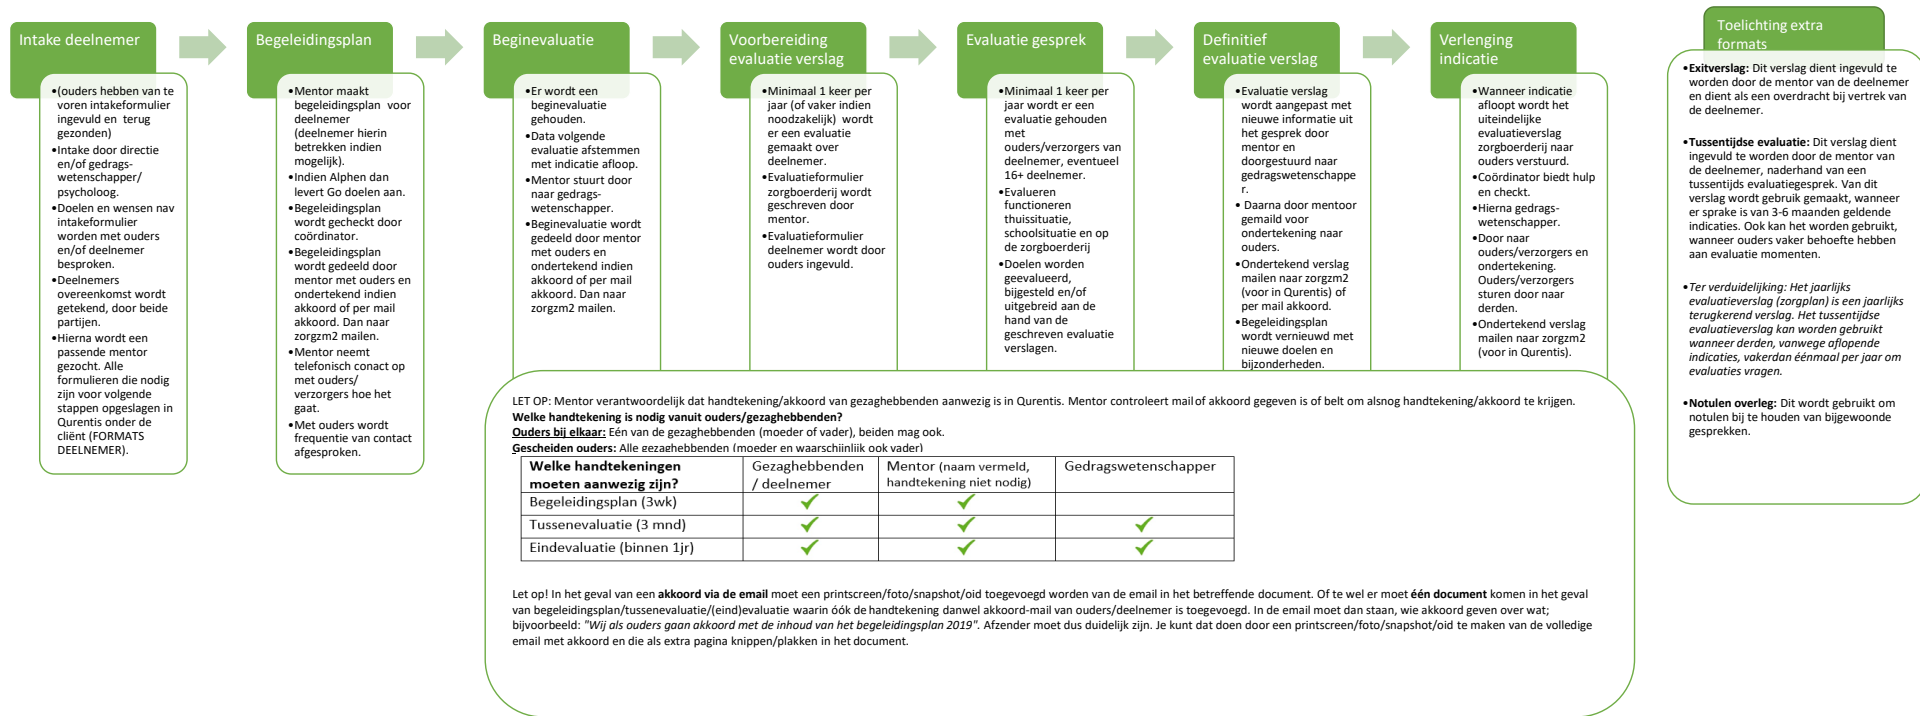 Intake deelnemer
•(ouders hebben van te
voren intakeformulier
ingevuld en terug
gezonden)
•Intake door directie
en/of gedrags-
wetenschapper/
psycholoog.
•Doelen en wensen nav
intakeformulier
worden met ouders
en/of deelnemer
besproken.
•Deelnemers
overeenkomst wordt
getekend, door beide
partijen.
•Hierna wordt een
passende mentor
gezocht. Alle
formulieren die nodig
zijn voor volgende
stappen opgeslagen in
Qurentis onder de
cliënt (FORMATS
DEELNEMER).
Begeleidingsplan
•Mentor maakt
begeleidingsplan voor
deelnemer
(deelnemer hierin
betrekken indien
mogelijk).
•Indien Alphen dan
levert Go doelen aan.
•Begeleidingsplan
wordt gecheckt door
coördinator.
•Begeleidingsplan
wordt gedeeld door
mentor met ouders en
ondertekend indien
akkoord of per mail
akkoord. Dan naar
zorgzm2 mailen.
•Mentor neemt
telefonisch conact op
met ouders/
verzorgers hoe het
gaat.
•Met ouders wordt
frequentie van contact
afgesproken.
Beginevaluatie
•Er wordt een
beginevaluatie
gehouden.
•Data volgende
evaluatie afstemmen
met indicatie afloop.
•Mentor stuurt door
naar gedrags-
wetenschapper.
•Beginevaluatie wordt
gedeeld door mentor
met ouders en
ondertekend indien
akkoord of per mail
akkoord. Dan naar
zorgzm2 mailen.
Voorbereiding
evaluatie verslag
•Minimaal 1 keer per
jaar (of vaker indien
noodzakelijk) wordt
er een evaluatie
gemaakt over
deelnemer.
•Evaluatieformulier
zorgboerderij wordt
geschreven door
mentor.
•Evaluatieformulier
deelnemer wordt door
ouders ingevuld.
Evaluatie gesprek
•Minimaal 1 keer per
jaar wordt er een
evaluatie gehouden
met
ouders/verzorgers van
deelnemer, eventueel
16+ deelnemer.
•Evalueren
functioneren
thuissituatie,
schoolsituatie en op
de zorgboerderij
•Doelen worden
geevalueerd,
bijgesteld en/of
uitgebreid aan de
hand van de
geschreven evaluatie
verslagen.
Definitief
evaluatie verslag
•Evaluatie verslag
wordt aangepast met
nieuwe informatie uit
het gesprek door
mentor en
doorgestuurd naar
gedragswetenschappe
r.
• Daarna door mentoor
gemaild voor
ondertekening naar
ouders.
•Ondertekend verslag
mailen naar zorgzm2
(voor in Qurentis) of
per mail akkoord.
•Begeleidingsplan
wordt vernieuwd met
nieuwe doelen en
bijzonderheden.
Verlenging
indicatie
•Wanneer indicatie
afloopt wordt het
uiteindelijke
evaluatieverslag
zorgboerderij naar
ouders verstuurd.
•Coördinator biedt hulp
en checkt.
•Hierna gedrags-
wetenschapper.
•Door naar
ouders/verzorgers en
ondertekening.
Ouders/verzorgers
sturen door naar
derden.
•Ondertekend verslag
mailen naar zorgzm2
(voor in Qurentis).
Toelichting extra
formats
•Exitverslag: Dit verslag dient ingevuld te
worden door de mentor van de deelnemer
en dient als een overdracht bij vertrek van
de deelnemer.
•Tussentijdse evaluatie: Dit verslag dient
ingevuld te worden door de mentor van
de deelnemer, naderhand van een
tussentijds evaluatiegesprek. Van dit
verslag wordt gebruik gemaakt, wanneer
er sprake is van 3-6 maanden geldende
indicaties. Ook kan het worden gebruikt,
wanneer ouders vaker behoefte hebben
aan evaluatie momenten.
•Ter verduidelijking: Het jaarlijks
evaluatieverslag (zorgplan) is een jaarlijks
terugkerend verslag. Het tussentijdse
evaluatieverslag kan worden gebruikt
wanneer derden, vanwege aflopende
indicaties, vakerdan éénmaal per jaar om
evaluaties vragen.
•Notulen overleg: Dit wordt gebruikt om
notulen bij te houden van bijgewoonde
gesprekken.
LET OP: Mentor verantwoordelijk dat handtekening/akkoord van gezaghebbenden aanwezig is in Qurentis. Mentor controleert mail of akkoord gegeven is of belt om alsnog handtekening/akkoord te krijgen.
Welke handtekening is nodig vanuit ouders/gezaghebbenden?
Ouders bij elkaar: Eén van de gezaghebbenden (moeder of vader), beiden mag ook.
Gescheiden ouders: Alle gezaghebbenden (moeder en waarschijnlijk ook vader)
Welke handtekeningen Gezaghebbenden Mentor (naam vermeld, Gedragswetenschapper
moeten aanwezig zijn? / deelnemer handtekening niet nodig)
Begeleidingsplan (3wk) ✓ ✓
Tussenevaluatie (3 mnd) ✓ ✓ ✓
Eindevaluatie (binnen 1jr) ✓ ✓ ✓
Let op! In het geval van een akkoord via de email moet een printscreen/foto/snapshot/oid toegevoegd worden van de email in het betreffende document. Of te wel er moet één document komen in het geval
van begeleidingsplan/tussenevaluatie/(eind)evaluatie waarin óók de handtekening danwel akkoord-mail van ouders/deelnemer is toegevoegd. In de email moet dan staan, wie akkoord geven over wat;
bijvoorbeeld: "Wij als ouders gaan akkoord met de inhoud van het begeleidingsplan 2019". Afzender moet dus duidelijk zijn. Je kunt dat doen door een printscreen/foto/snapshot/oid te maken van de volledige
email met akkoord en die als extra pagina knippen/plakken in het document.